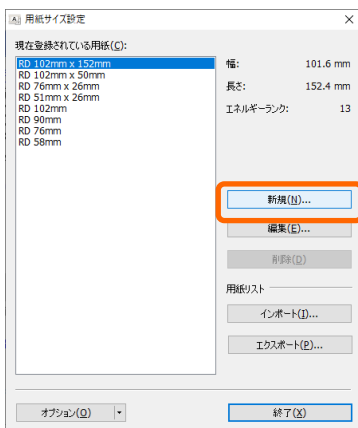 用紙サイズ設定
現在登録されている用紙(C):
RD 102mm x 152mm
RD 102mm x 50mm
RD 76mm x 26mm
RD 51mm x 26mm
RD 102mm
RD 90mm
RD 76mm
RD 58mm
幅: 101.6 mm
長さ: 152.4 mm
エネルギーランク: 13
新規(N)...
編集(E)...
削除(D)
用紙リスト
インポート(I)...
エクスポート(P)...
オプション(O)
終了(X)